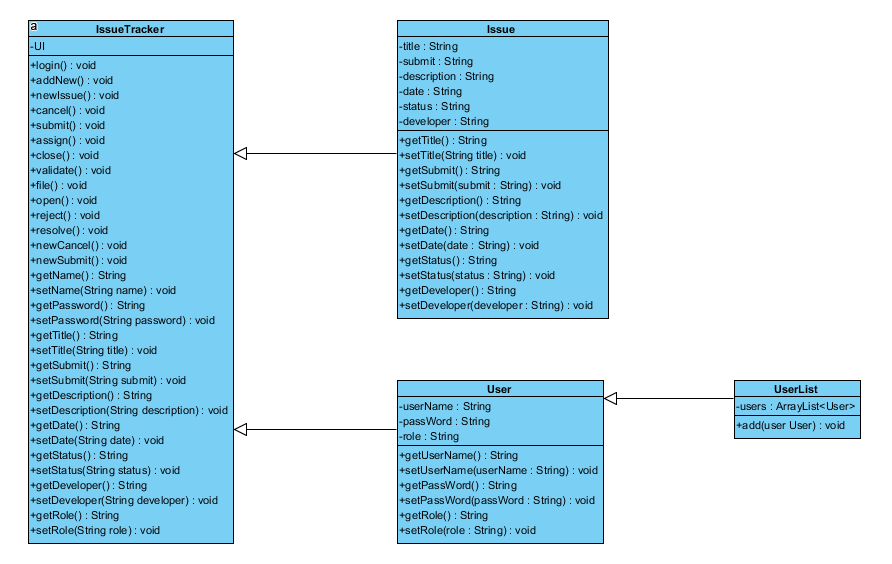 a
IssueTracker
-UI
+login() : void
+addNew() : void
+newIssue() : void
+cancel() : void
+submit() : void
+assign() : void
+close() : void
+validate() : void
+file() : void
+open() : void
+reject() : void
+resolve() : void
+newCancel() : void
+newSubmit() : void
+getName() : String
+setName(String name) : void
+getPassword() : String
+setPassword(String password) : void
+getTitle() : String
+setTitle(String title) : void
+getSubmit() : String
+setSubmit(String submit) : void
+getDescription() : String
+setDescription(String description) : void
+getDate() : String
+setDate(String date) : void
+getStatus() : String
+setStatus(String status) : void
+getDeveloper() : String
+setDeveloper(String developer) : void
+getRole() : String
+setRole(String role) : void
Issue
-title : String
-submit : String
-description : String
-date : String
-status : String
-developer : String
+getTitle() : String
+setTitle(String title) : void
+getSubmit() : String
+setSubmit(submit : String) : void
+getDescription() : String
+setDescription(description : String) : void
+getDate() : String
+setDate(date : String) : void
+getStatus() : String
+setStatus(status : String) : void
+getDeveloper() : String
+setDeveloper(developer : String) : void
User
-userName : String
-passWord : String
-role : String
+getUserName() : String
+setUserName(userName : String) : void
+getPassWord() : String
+setPassWord(passWord : String) : void
+getRole() : String
+setRole(role : String) : void
UserList
-users : ArrayList<User>
+add(user User) : void